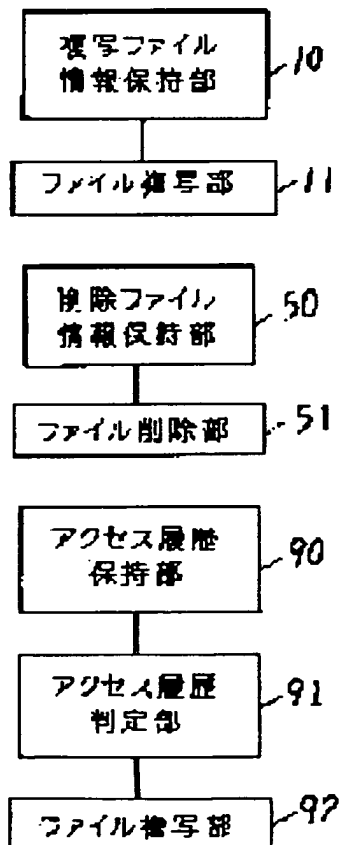 複写ファイル
情報保持部
10
ファイル複写部
11
削除ファイル
情報保持部
50
ファイル削除部
51
アクセス履歴
保持部
90
アクセス履歴
判定部
91
ファイル複写部
92